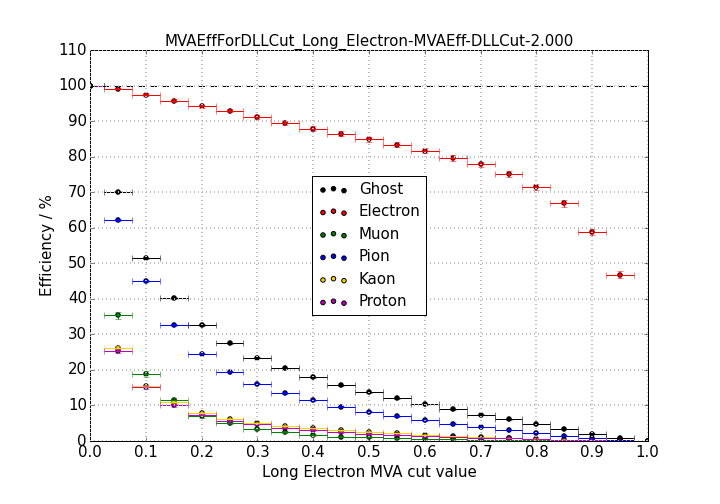 MVAEffForDLLCut_Long_Electron-MVAEff-DLLCut-2.000
110
100
90
80
70
60
50
40
30
20
10
0
Efficiency / %
Ghost
Electron
Muon
Pion
Kaon
Proton
0.0 0.1 0.2 0.3 0.4 0.5 0.6 0.7 0.8 0.9 1.0
Long Electron MVA cut value